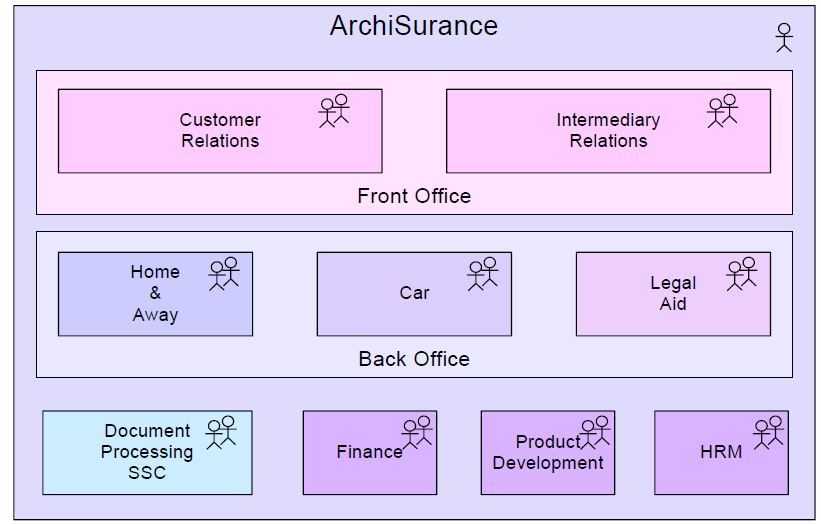 ArchiSurance
Customer
Relations
Intermediary
Relations
Front Office
Home
&
Away
Car
Legal
Aid
Back Office
Document
Processing
SSC
Finance
Product
Development
HRM